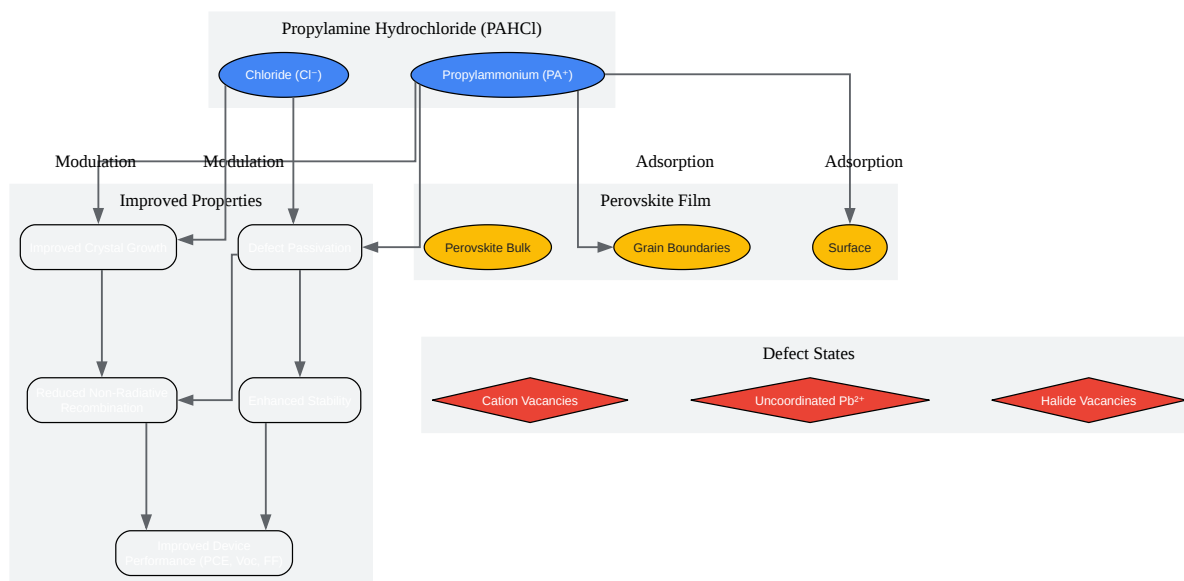 Propylamine Hydrochloride (PAHCl)
Chloride (Cl⁻)
Propylammonium (PA⁺)
Modulation
Modulation
Adsorption
Adsorption
Improved Properties
Perovskite Film
Improved Crystal Growth
Defect Passivation
Perovskite Bulk
Grain Boundaries
Surface
Defect States
Reduced Non-Radiative
Recombination
Enhanced Stability
Cation Vacancies
Uncoordinated Pb²⁺
Halide Vacancies
Improved Device
Performance (PCE, Voc, FF)